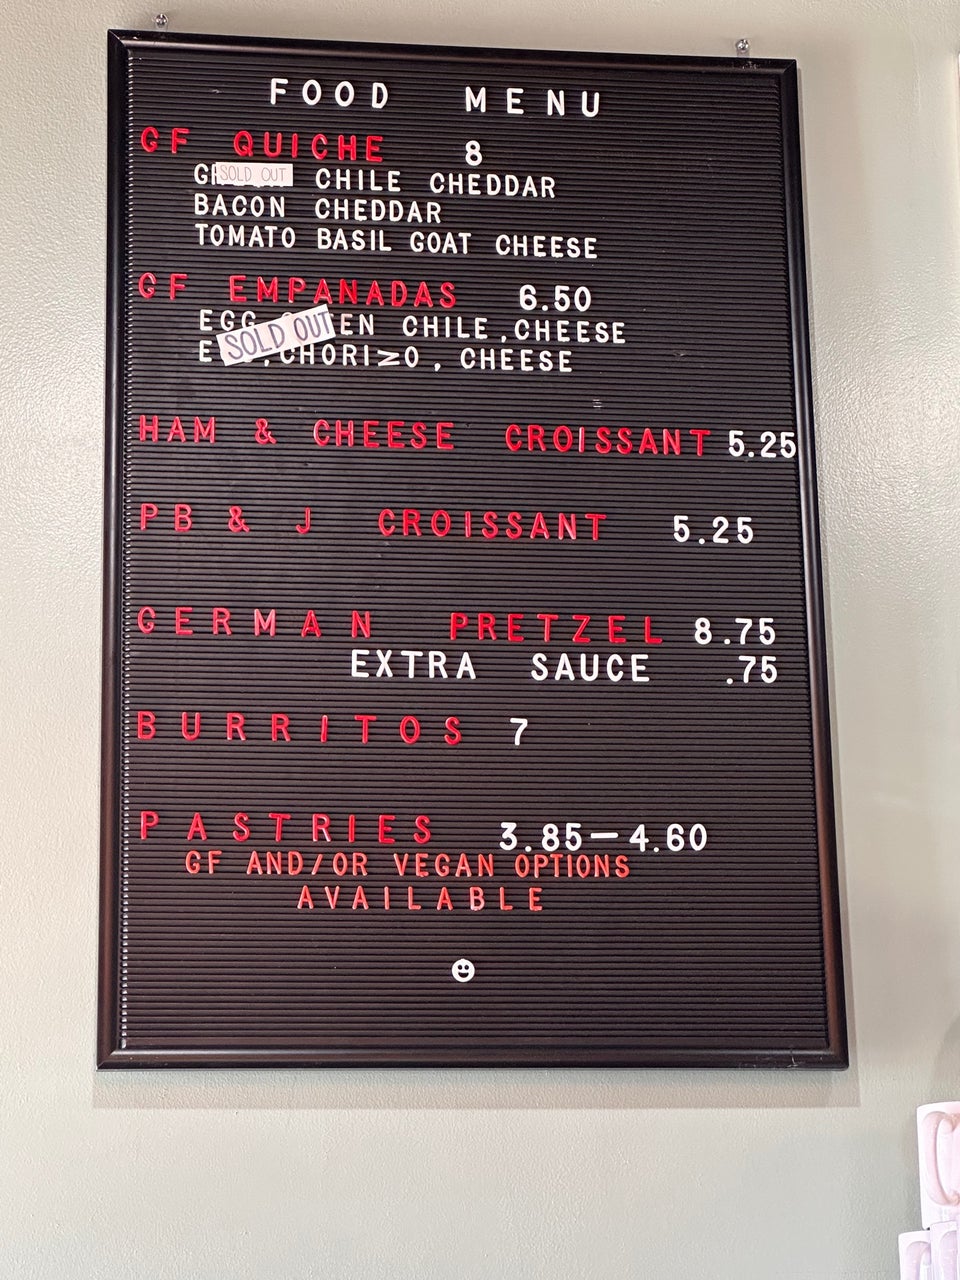 FOOD MENU
GF QUICHE 8
SOLD OUT
CHILE CHEDDAR
BACON CHEDDAR
TOMATO BASIL GOAT CHEESE
GF EMPANADAS 6.50
EGG, CHILE, CHEESE
SOLD OUT
CHORIZO, CHEESE
HAM & CHEESE CROISSANT 5.25
PB & J CROISSANT 5.25
GERMAN PRETZEL 8.75
EXTRA SAUCE .75
BURRITOS 7
PASTRIES 3.85—4.60
GF AND/OR VEGAN OPTIONS
AVAILABLE